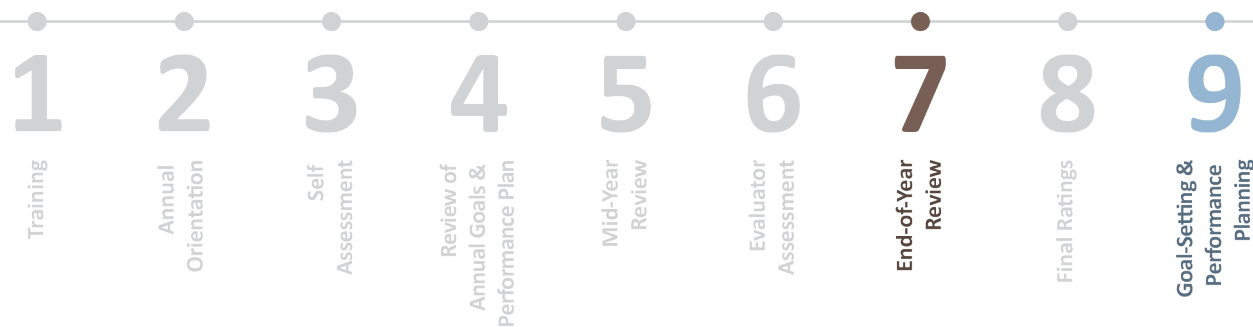 1
Training
2
Annual
Orientation
3
Self
Assessment
4
Review of
Annual Goals &
Performance Plan
5
Mid-Year
Review
6
Evaluator
Assessment
7
End-of-Year
Review
8
Final Ratings
9
Goal-Setting &
Performance
Planning